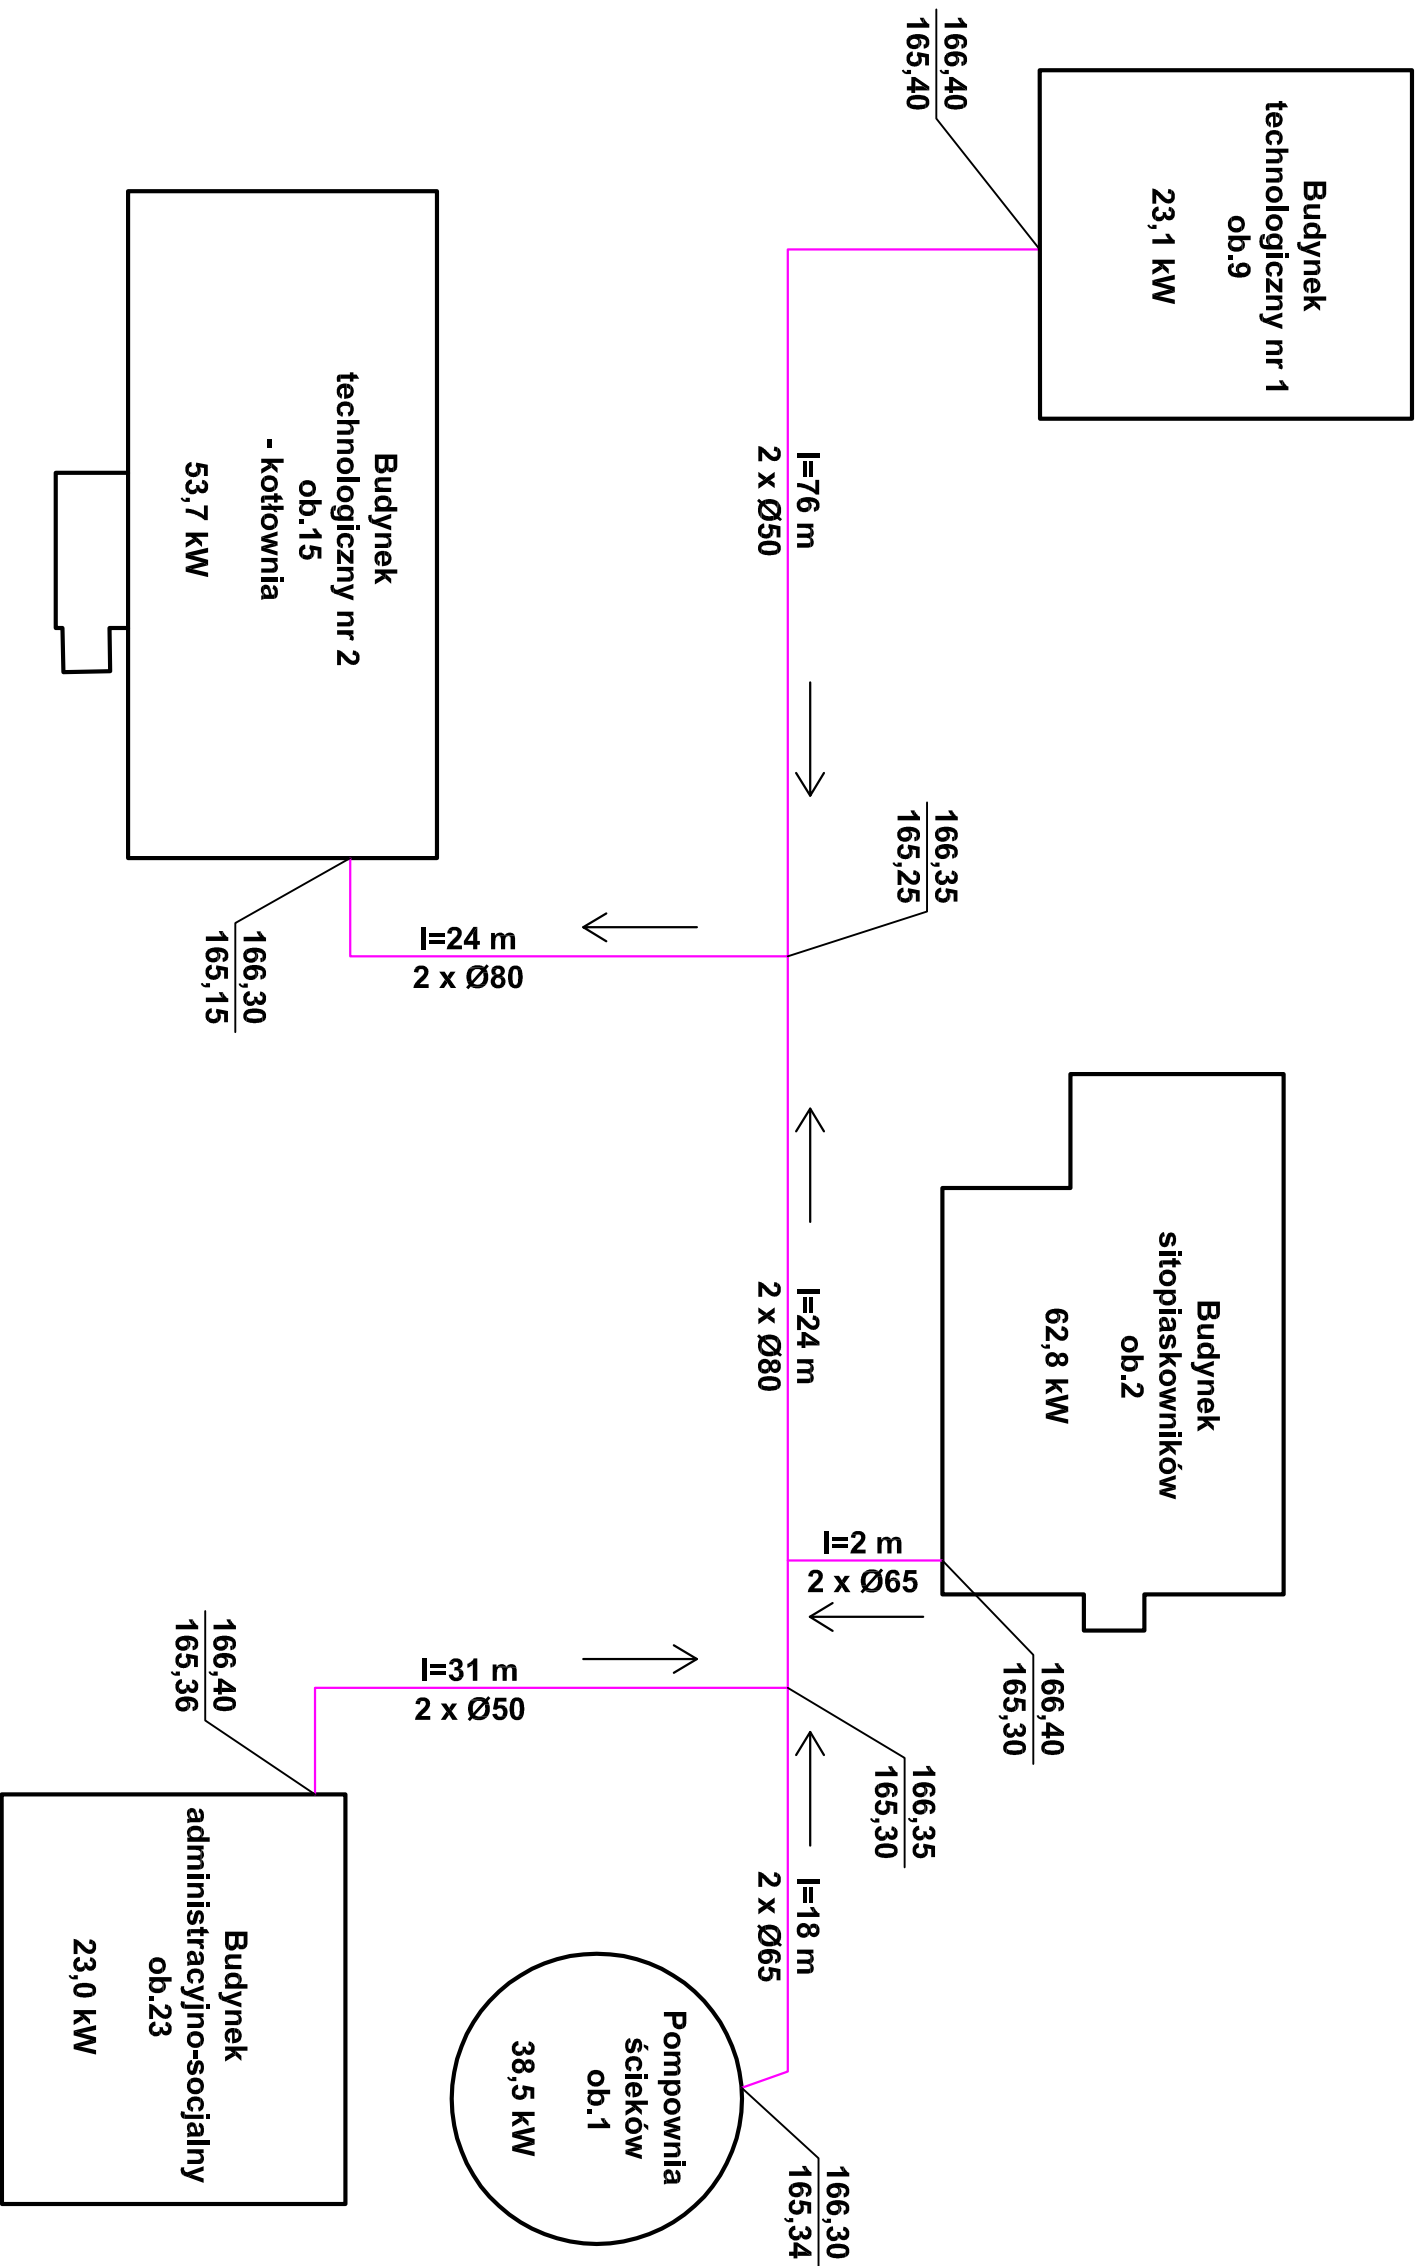 Budynek
technologiczny nr 1
ob.9
23,1 kW
166,40
165,40
l=76 m
2 x Ø50
Budynek
technologiczny nr 2
ob.15
- kotłownia
53,7 kW
166,35
165,25
l=24 m
2 x Ø80
166,30
165,15
Budynek
sitopiaskowników
ob.2
62,8 kW
l=24 m
2 x Ø80
l=2 m
2 x Ø65
166,40
165,30
l=31 m
2 x Ø50
166,40
165,36
166,35
165,30
l=18 m
2 x Ø65
Budynek
administracyjno-socjalny
ob.23
23,0 kW
Pompownia
ścieków
ob.1
38,5 kW
166,30
165,34